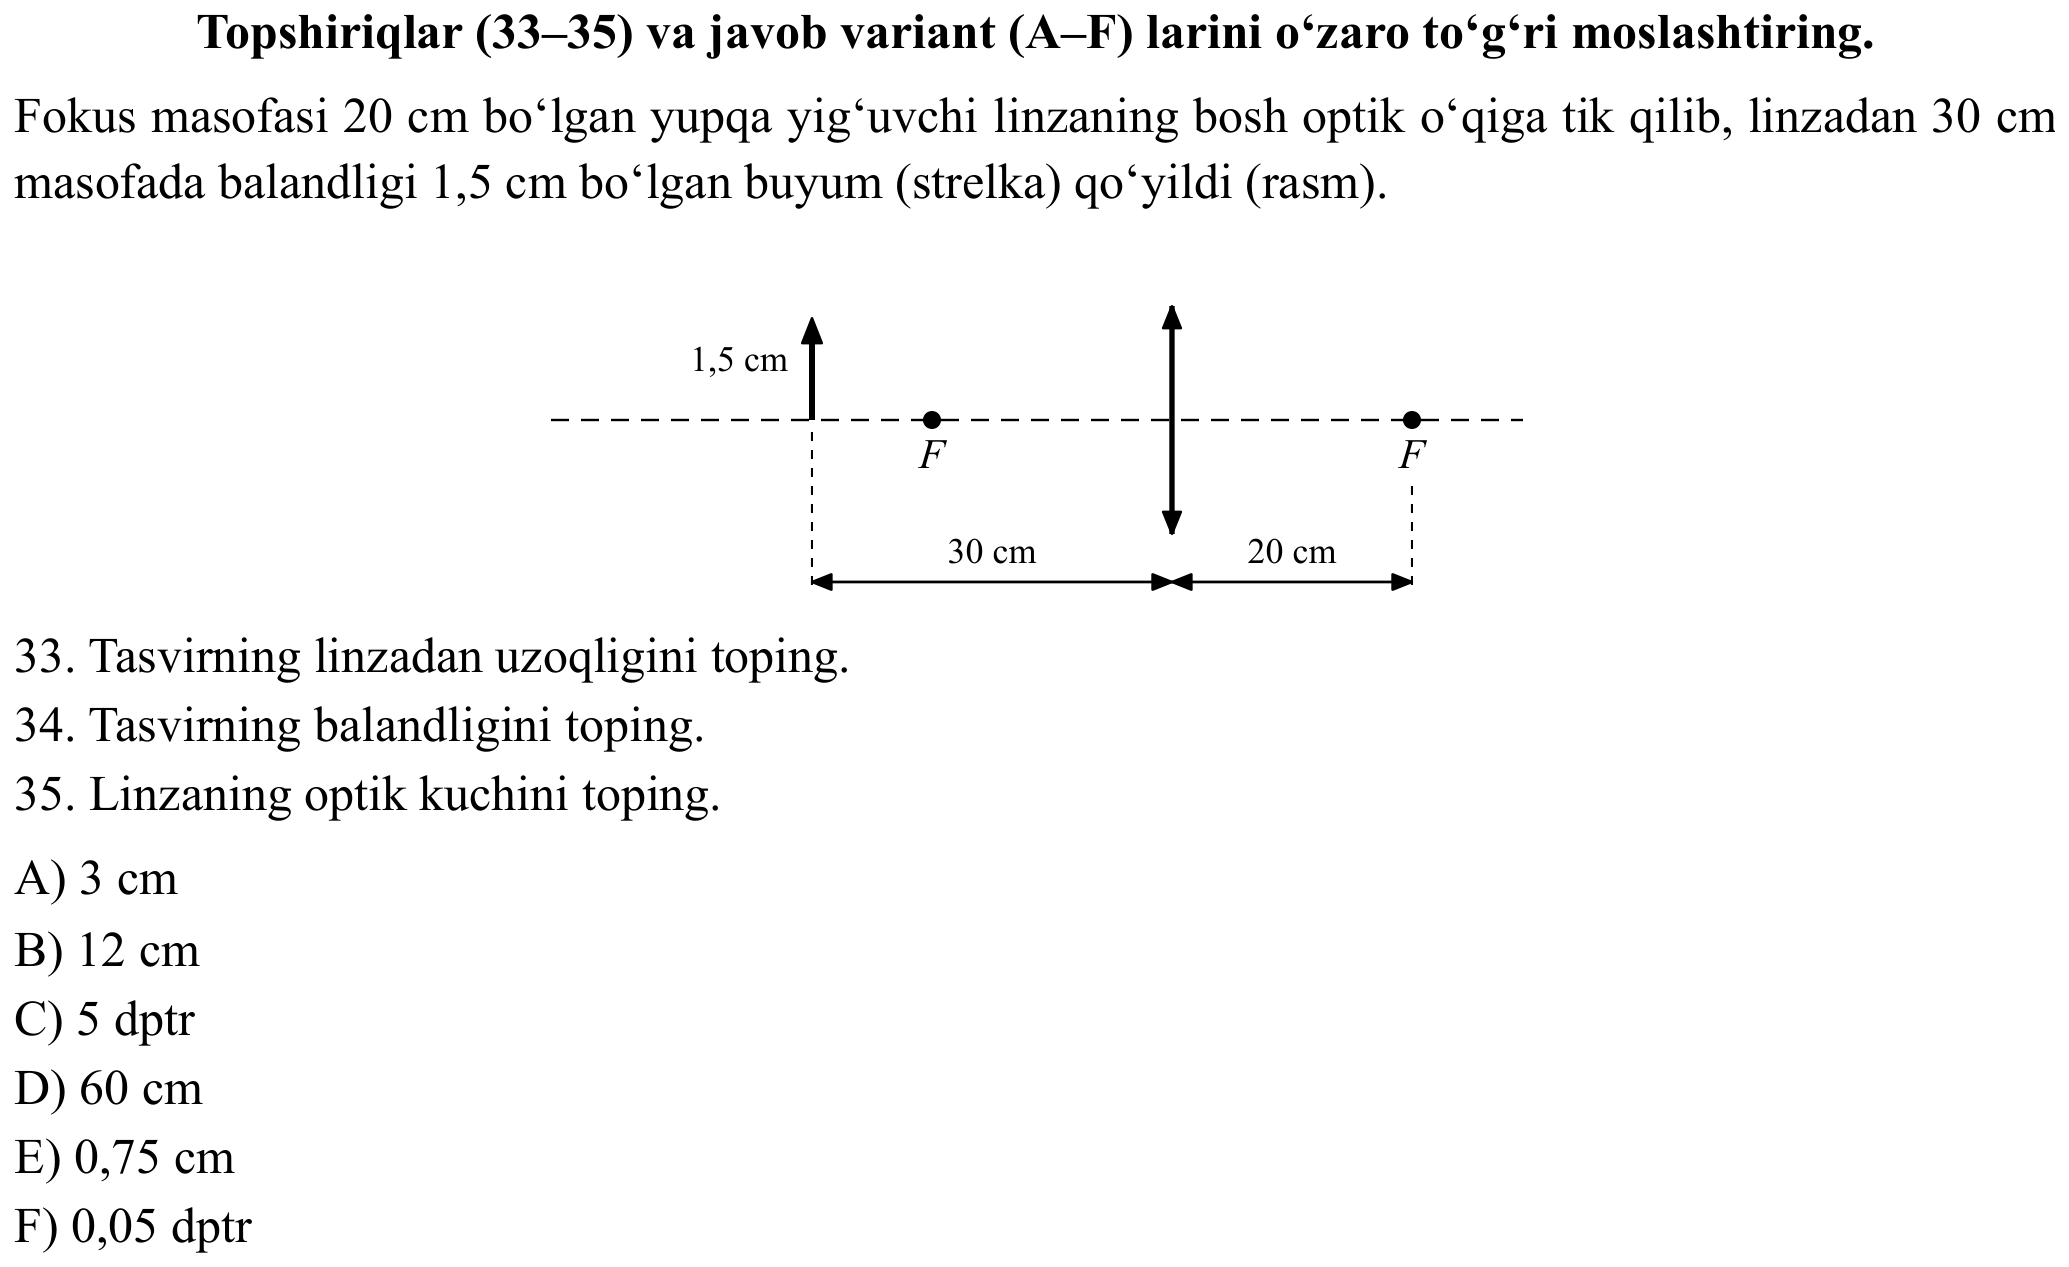 Topshiriqlar (33–35) va javob variant (A–F) larini o‘zaro to‘g‘ri moslashtiring.
Fokus masofasi 20 cm bo‘lgan yupqa yig‘uvchi linzaning bosh optik o‘qiga tik qilib, linzadan 30 cm
masofada balandligi 1,5 cm bo‘lgan buyum (strelka) qo‘yildi (rasm).
1,5 cm
F
F
30 cm
20 cm
33. Tasvirning linzadan uzoqligini toping.
34. Tasvirning balandligini toping.
35. Linzaning optik kuchini toping.
A) 3 cm
B) 12 cm
C) 5 dptr
D) 60 cm
E) 0,75 cm
F) 0,05 dptr